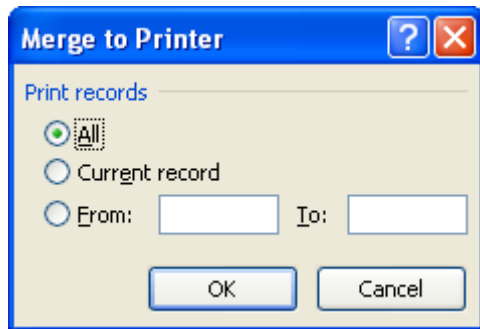 Merge to Printer
Print records
All
Current record
From: To:
OK Cancel